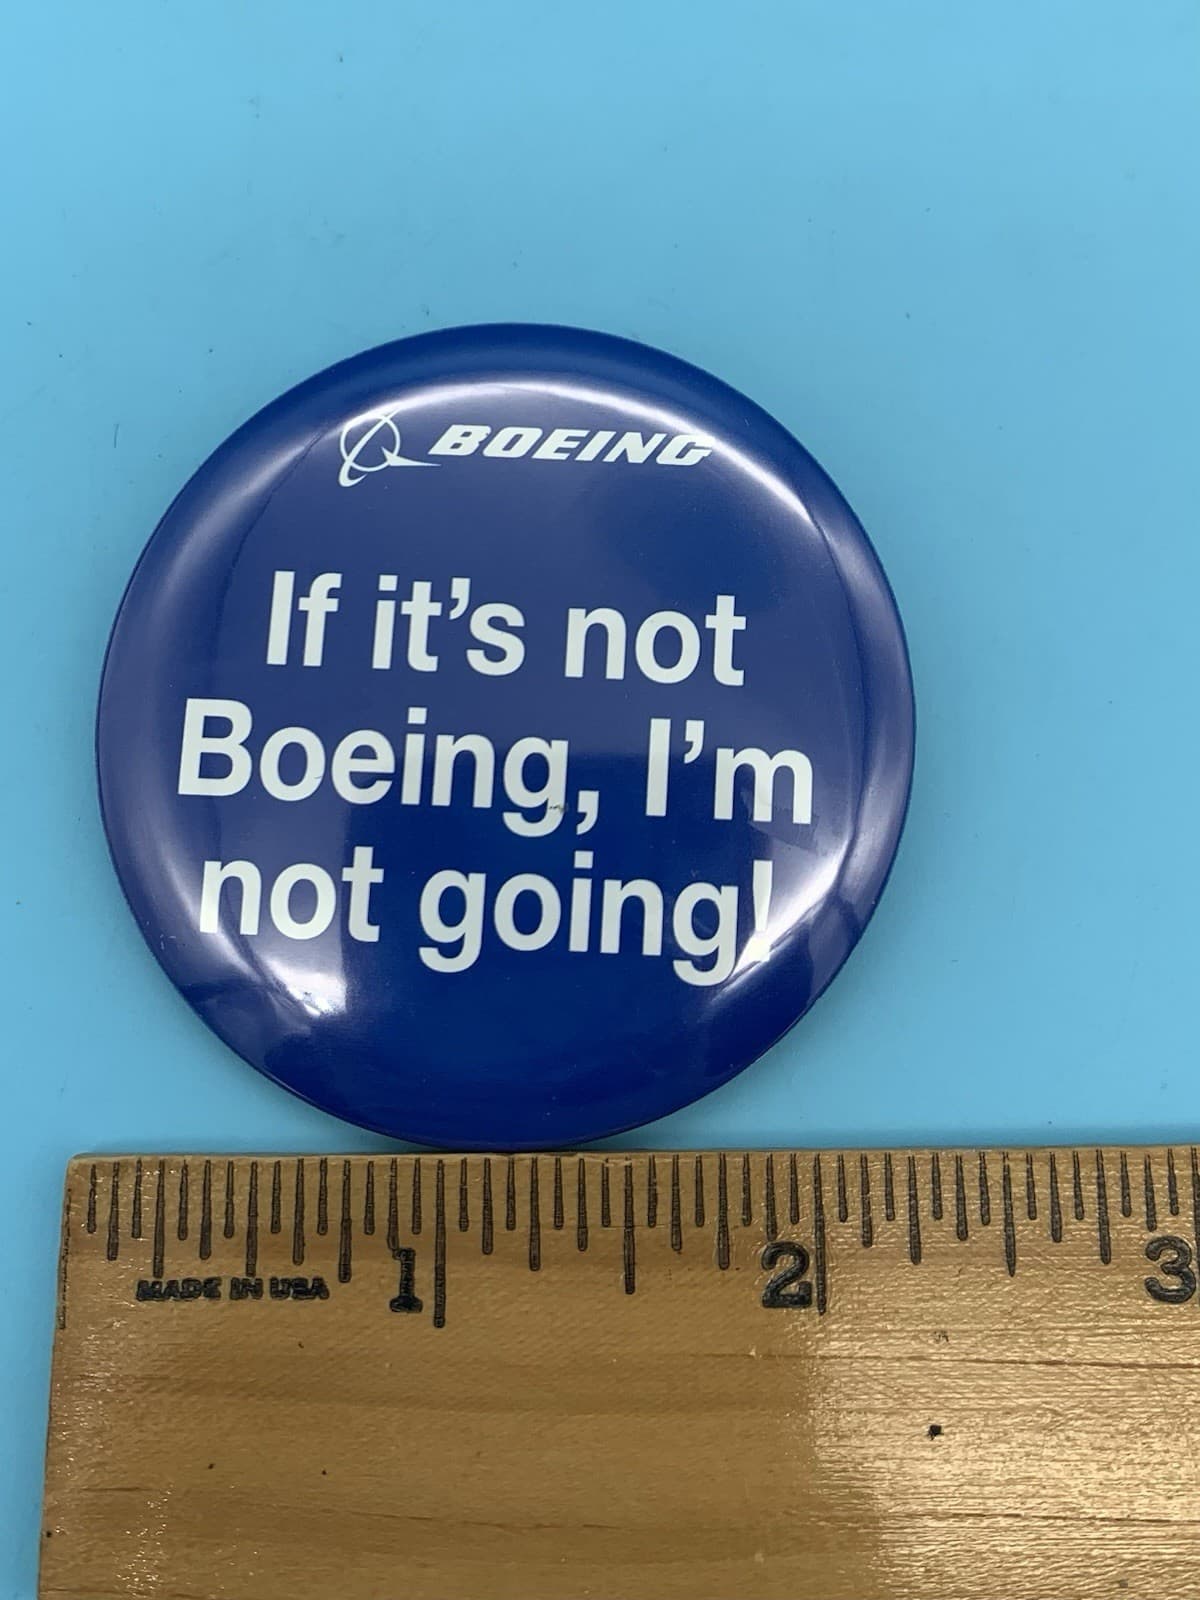 BOEING
If it's not
Boeing, I'm
not going!
MADE IN USA
1 2 3